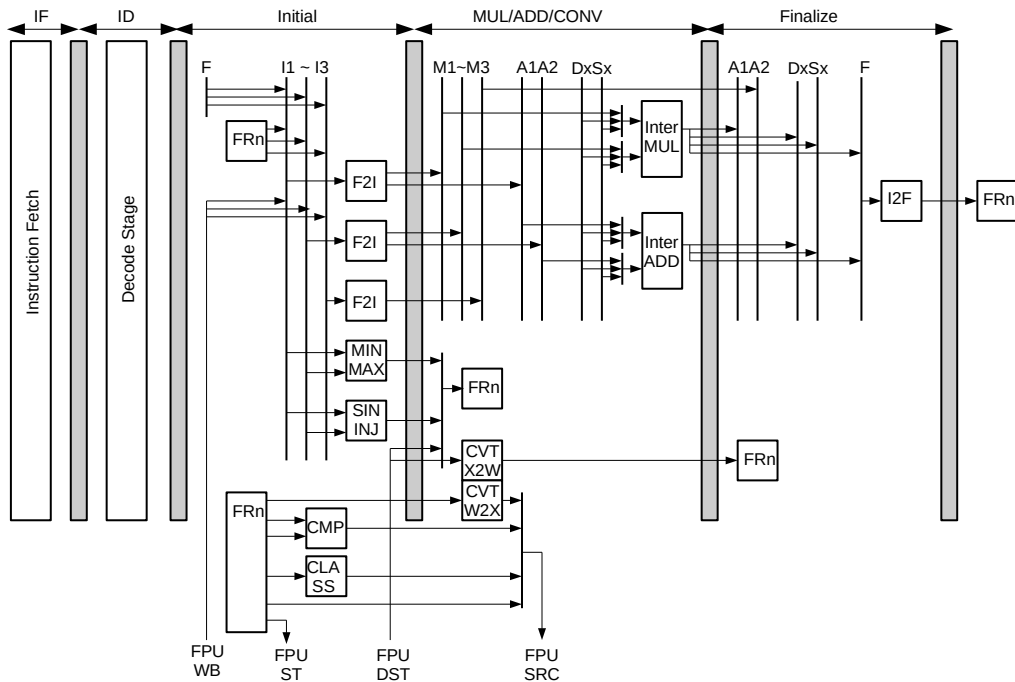 IF
ID
Initial
MUL/ADD/CONV
Finalize
Instruction Fetch
Decode Stage
F
I1 ~ I3
M1~M3
A1A2
DxSx
A1A2
DxSx
F
FRn
F2I
F2I
F2I
Inter
MUL
Inter
ADD
I2F
FRn
MIN
MAX
FRn
SIN
INJ
CVT
X2W
FRn
CVT
W2X
FRn
CMP
CLA
SS
FPU
WB
FPU
ST
FPU
DST
FPU
SRC